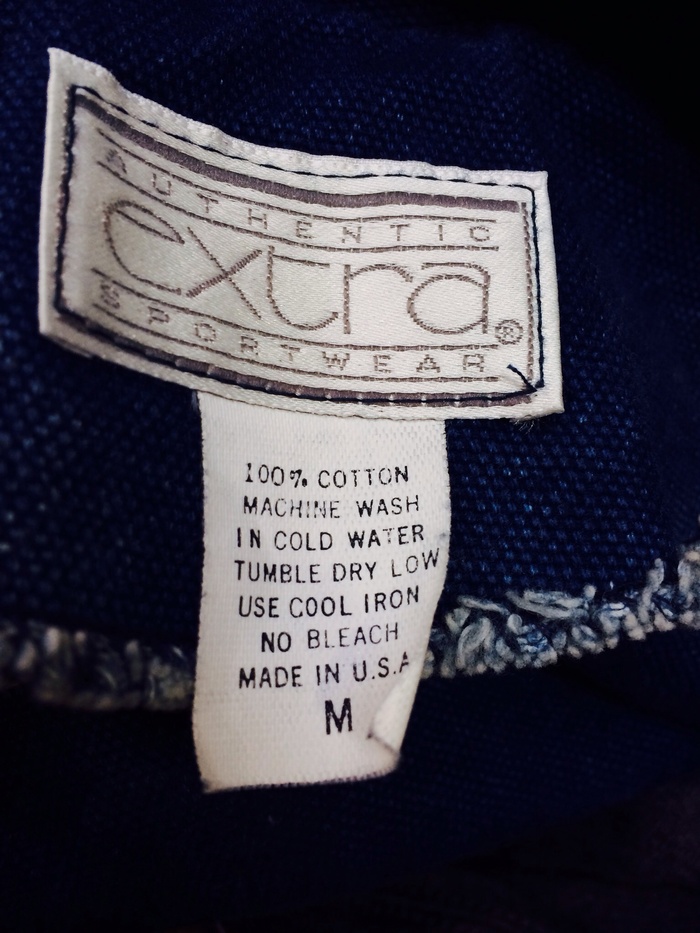 AUTHENTIC
extra®
SPORTWEAR
100% COTTON
MACHINE WASH
IN COLD WATER
TUMBLE DRY LOW
USE COOL IRON
NO BLEACH
MADE IN U.S.A
M